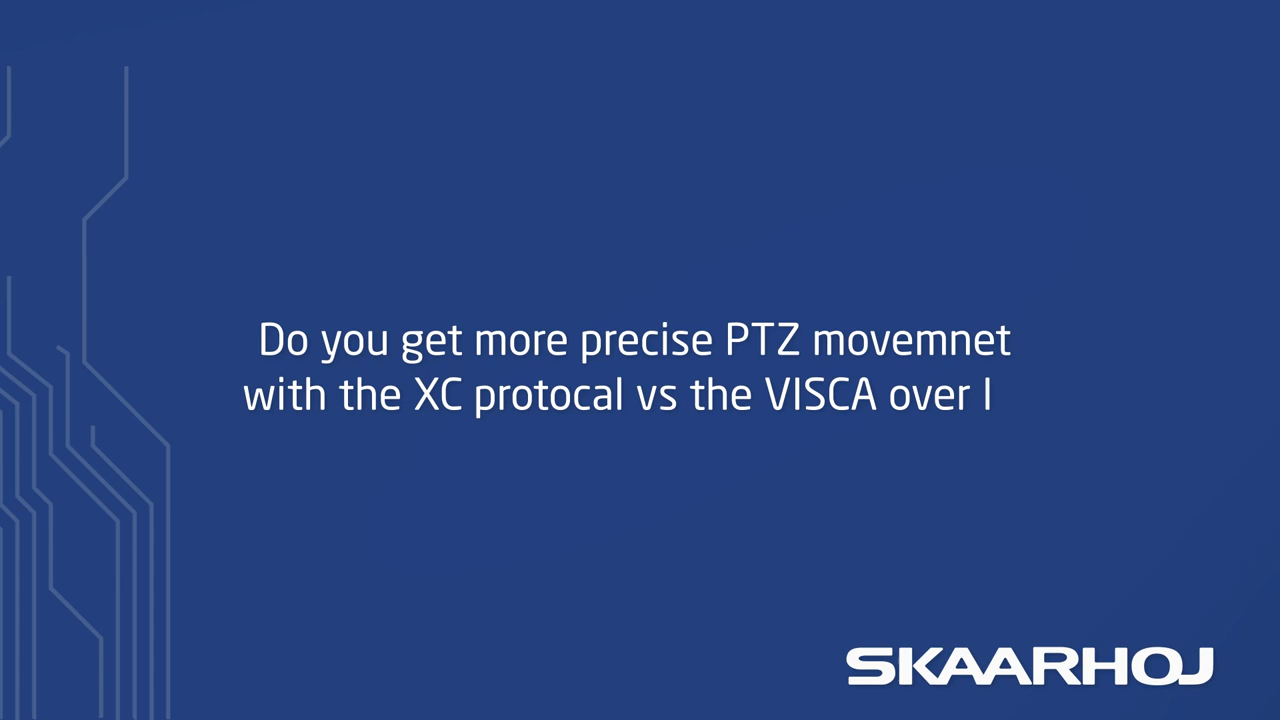 Do you get more precise PTZ movemnet
with the XC protocal vs the VISCA over I
SKAARHOJ